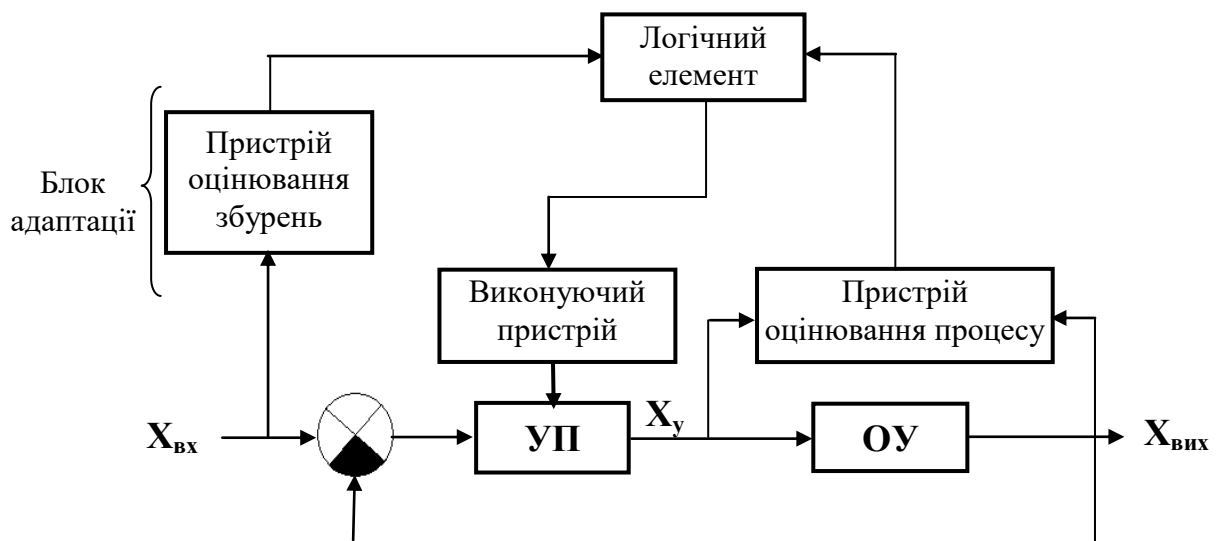 Логічний
елемент
Пристрій
оцінювання
збурень
Блок
адаптації
Виконуючий
пристрій
Пристрій
оцінювання процесу
Xвх
УП
Xу
ОУ
Xвих